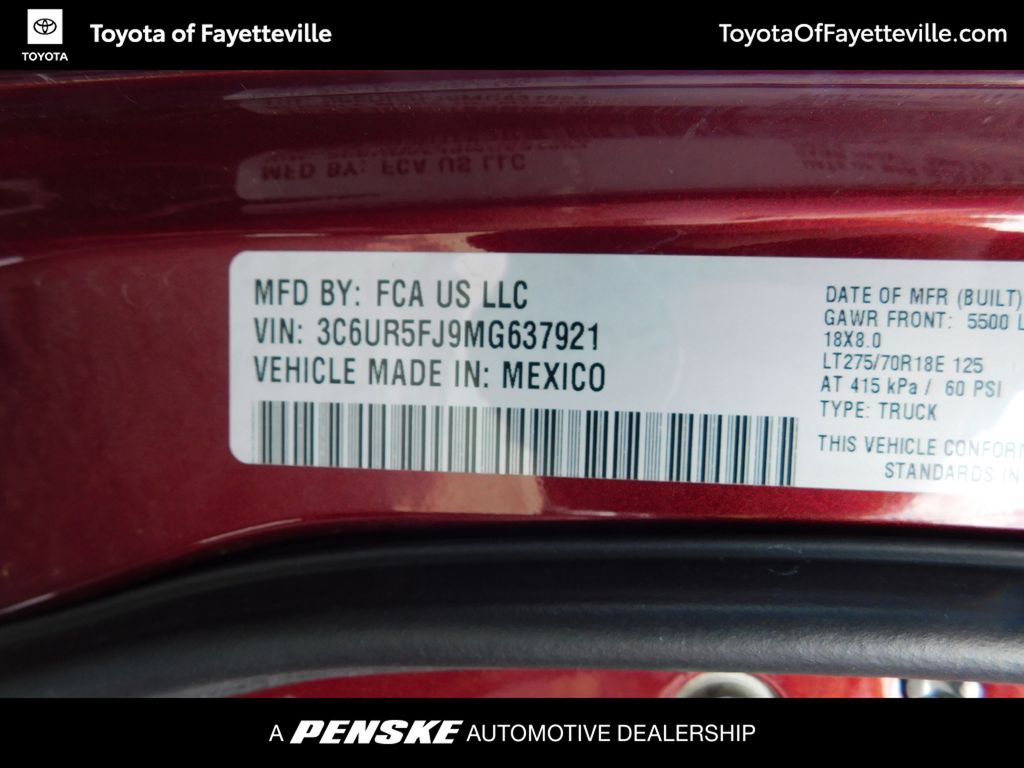 TOYOTA
Toyota of Fayetteville
ToyotaOfFayetteville.com
MFD BY: FCA US LLC
MFD BY: FCA US LLC
VIN: 3C6UR5FJ9MG637921
VEHICLE MADE IN: MEXICO
DATE OF MFR (BUILT)
GAWR FRONT: 5500 L
18X8.0
LT275/70R18E 125
AT 415 kPa / 60 PSI
TYPE: TRUCK
THIS VEHICLE CONFORM
STANDARDS IN
A PENSKE AUTOMOTIVE DEALERSHIP